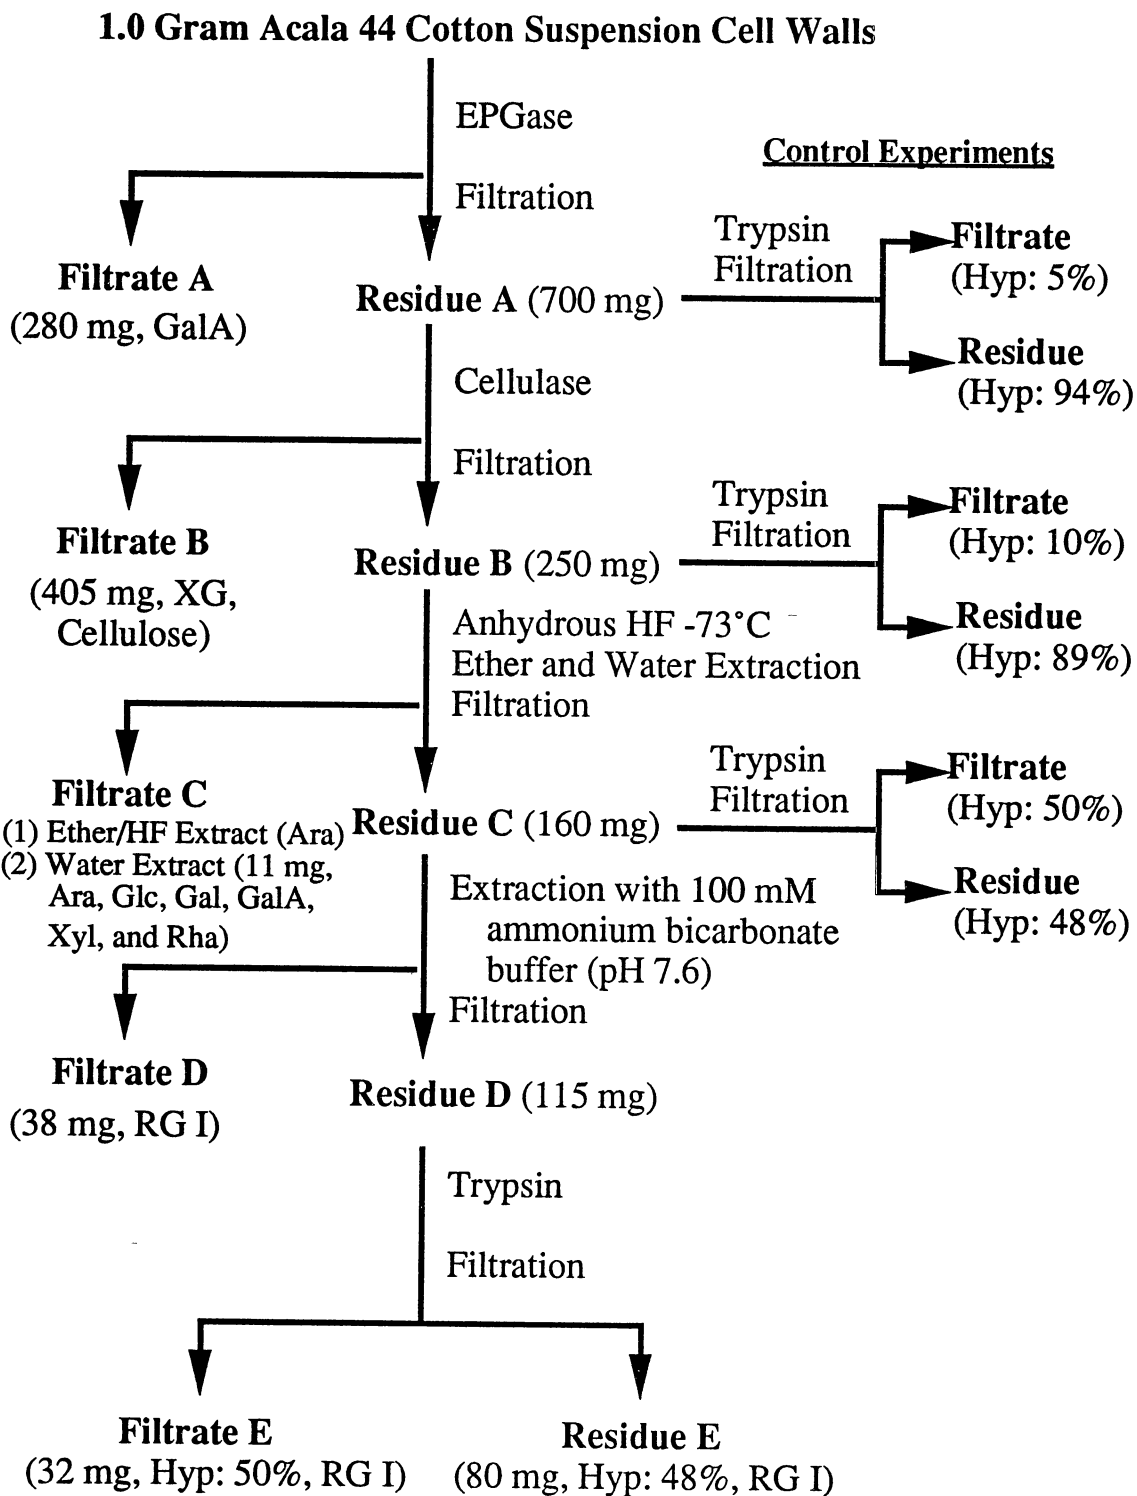 1.0 Gram Acala 44 Cotton Suspension Cell Walls
EPGase
Filtration
Control Experiments
Filtrate A
(280 mg, GalA)
Residue A (700 mg)
Trypsin
Filtration
Filtrate
(Hyp: 5%)
Residue
(Hyp: 94%)
Cellulase
Filtration
Filtrate B
(405 mg, XG,
Cellulose)
Residue B (250 mg)
Trypsin
Filtration
Filtrate
(Hyp: 10%)
Residue
(Hyp: 89%)
Anhydrous HF -73°C
Ether and Water Extraction
Filtration
Filtrate C
(1) Ether/HF Extract (Ara)
(2) Water Extract (11 mg,
Ara, Glc, Gal, GalA,
Xyl, and Rha)
Residue C (160 mg)
Trypsin
Filtration
Filtrate
(Hyp: 50%)
Residue
(Hyp: 48%)
Extraction with 100 mM
ammonium bicarbonate
buffer (pH 7.6)
Filtration
Filtrate D
(38 mg, RG I)
Residue D (115 mg)
Trypsin
Filtration
Filtrate E
(32 mg, Hyp: 50%, RG I)
Residue E
(80 mg, Hyp: 48%, RG I)